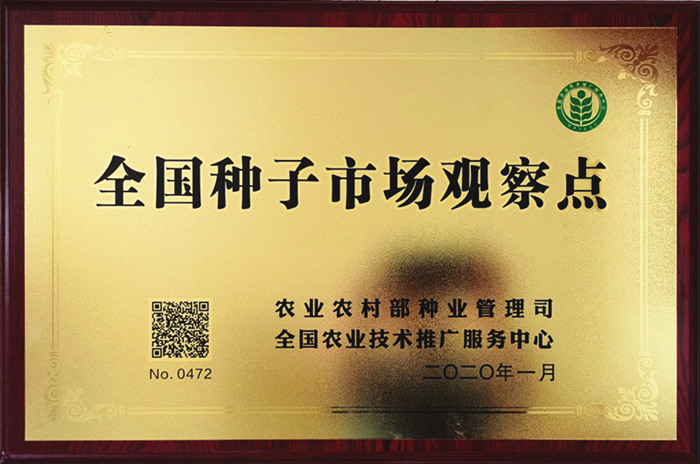 全国种子市场观察点
农业农村部种业管理司
全国农业技术推广服务中心
No. 0472
二〇二〇年一月